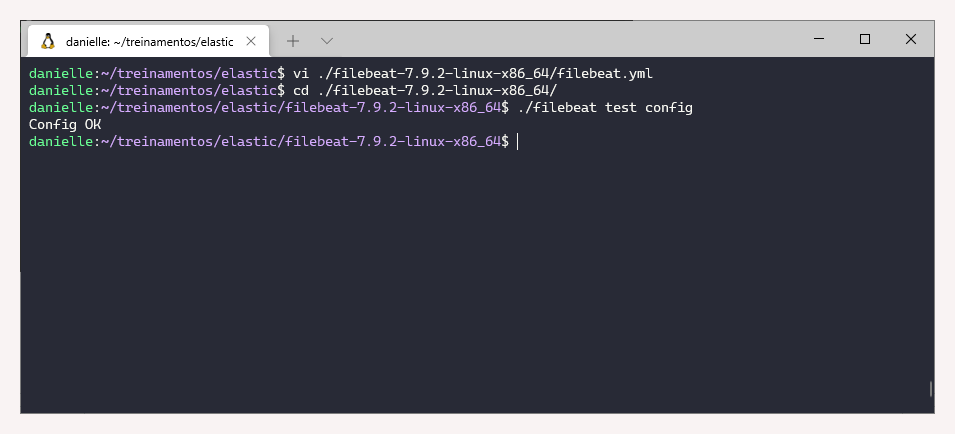 danielle: ~/treinamentos/elastic
danielle:~/treinamentos/elastic$ vi ./filebeat-7.9.2-linux-x86_64/filebeat.yml
danielle:~/treinamentos/elastic$ cd ./filebeat-7.9.2-linux-x86_64/
danielle:~/treinamentos/elastic/filebeat-7.9.2-linux-x86_64$ ./filebeat test config
Config OK
danielle:~/treinamentos/elastic/filebeat-7.9.2-linux-x86_64$